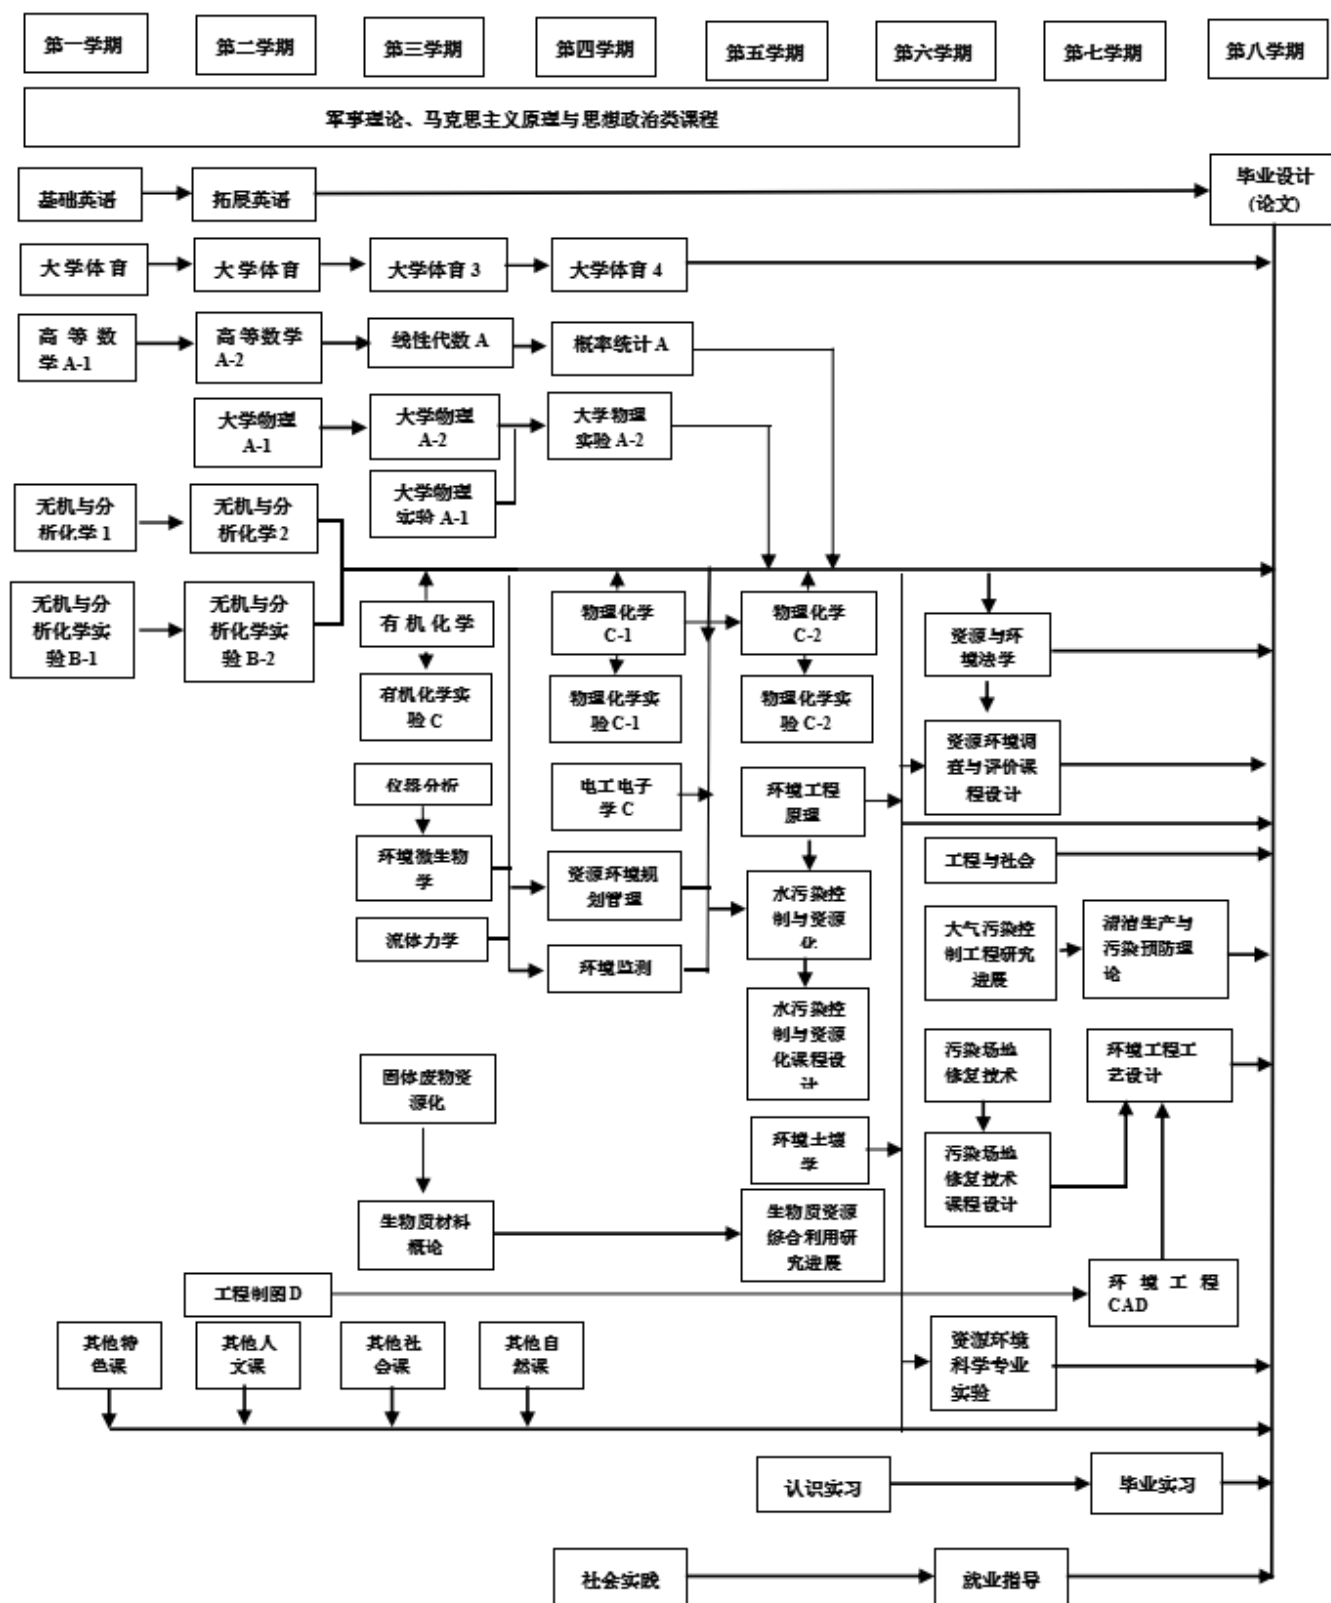 第一学期
第二学期
第三学期
第四学期
第五学期
第六学期
第七学期
第八学期
军事理论、马克思主义原理与思想政治类课程
基础英语
拓展英语
毕业设计
(论文)
大学体育
大学体育
大学体育 3
大学体育 4
高 等 数
学 A-1
高等数学
A-2
线性代数 A
概率统计 A
大学物理
A-1
大学物理
A-2
大学物理
实验 A-2
大学物理
实验 A-1
无机与分
析化学 1
无机与分
析化学 2
无机与分
析化学实
验 B-1
无机与分
析化学实
验 B-2
有 机 化 学
物理化学
C-1
物理化学
C-2
资源与环
境法学
有机化学实
验 C
物理化学实
验 C-1
物理化学实
验 C-2
资源环境调
查与评价课
程设计
仪器分析
电工电子
学 C
环境工程
原理
环境微生物
学
资源环境规
划管理
水污染控
制与资源
化
工程与社会
流体力学
环境监测
大气污染控
制工程研究
进展
清洁生产与
污染预防理
论
水污染控
制与资源
化课程设
计
固体废物资
源化
污染场地
修复技术
环境工程工
艺设计
环境土壤
学
污染场地
修复技术
课程设计
生物质材料
概论
生物质资源
综合利用研
究进展
工程制图 D
环 境 工 程
CAD
其他特
色课
其他人
文课
其他社
会课
其他自
然课
资源环境
科学专业
实验
认识实习
毕业实习
社会实践
就业指导